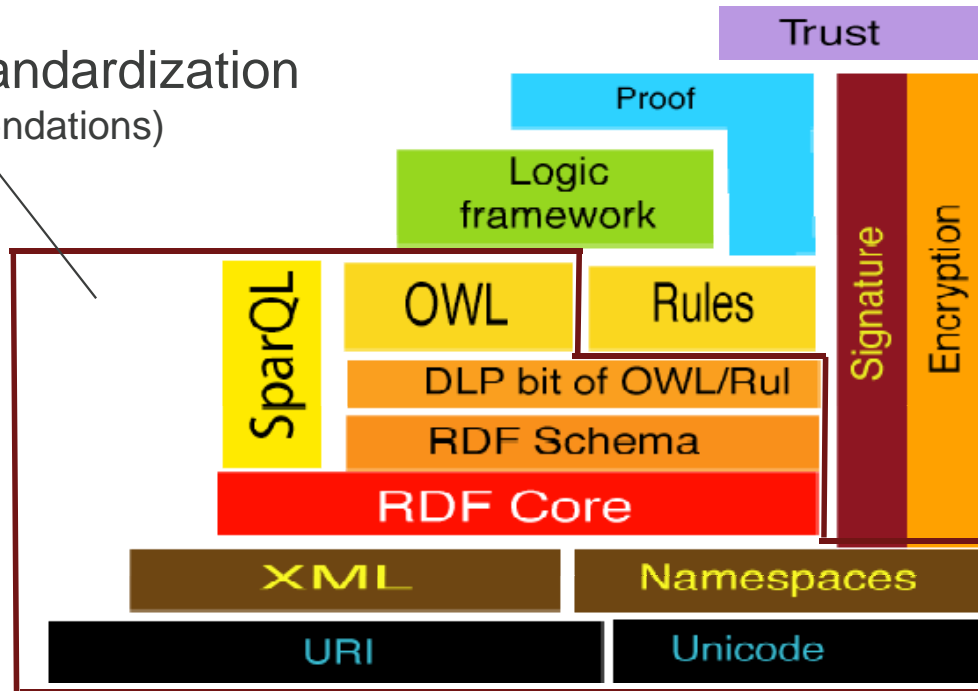 Trust
andardization
ndations)
Proof
Logic
framework
SparQL
OWL
Rules
Signature
Encryption
DLP bit of OWL/Rul
RDF Schema
RDF Core
XML
Namespaces
URI
Unicode